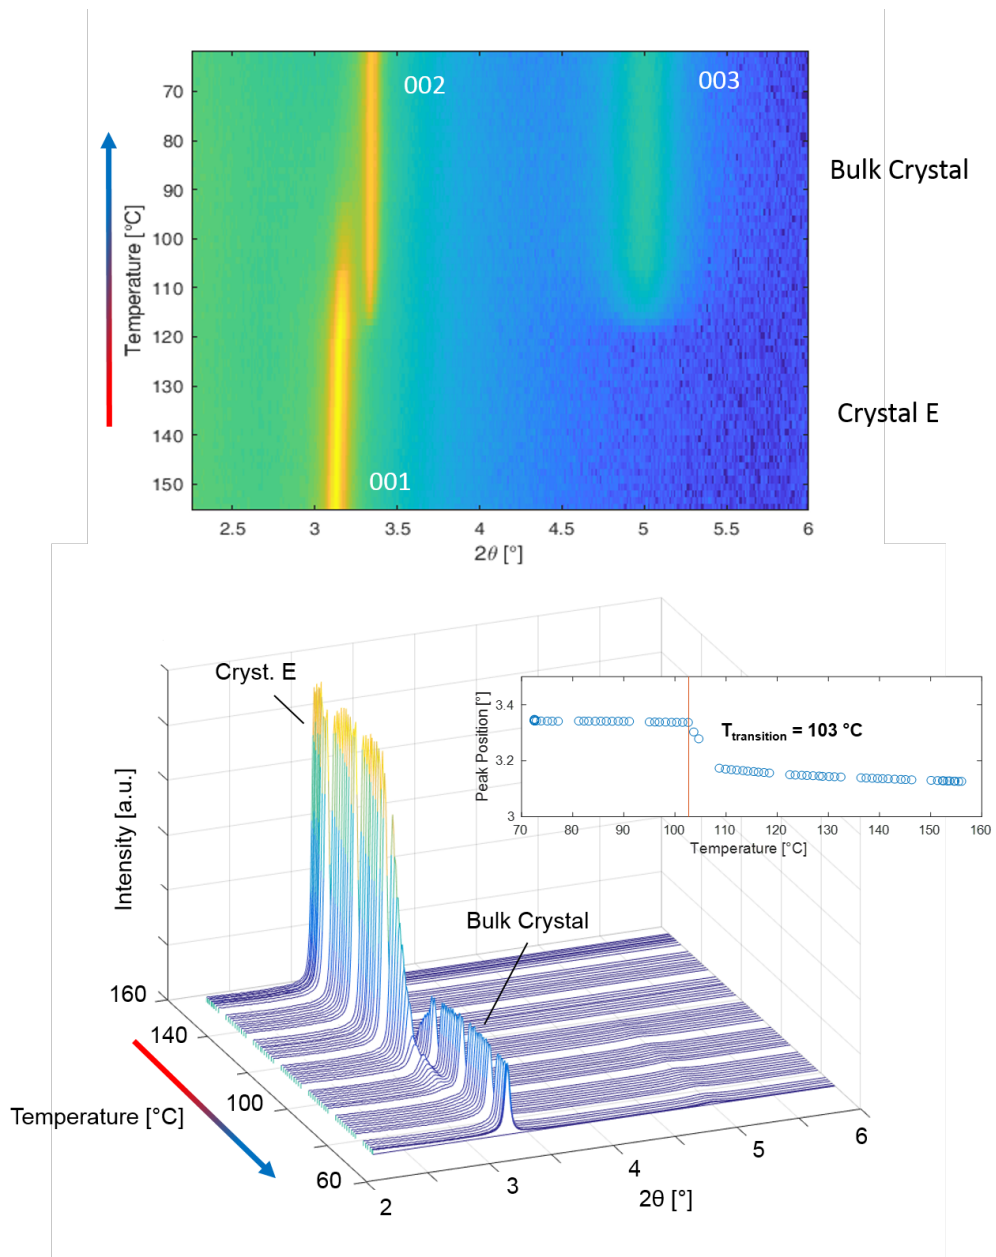 002
003
70
80
90
100
110
120
130
140
150
Temperature [°C]
Bulk Crystal
Crystal E
001
2.5 3 3.5 4 4.5 5 5.5 6
2θ [°]
Cryst. E
Intensity [a.u.]
Peak Position [°]
3.4
3.2
3
T_transition = 103 °C
70 80 90 100 110 120 130 140 150 160
Temperature [°C]
Bulk Crystal
160
140
100
60
Temperature [°C]
2 3 4 5 6
2θ [°]